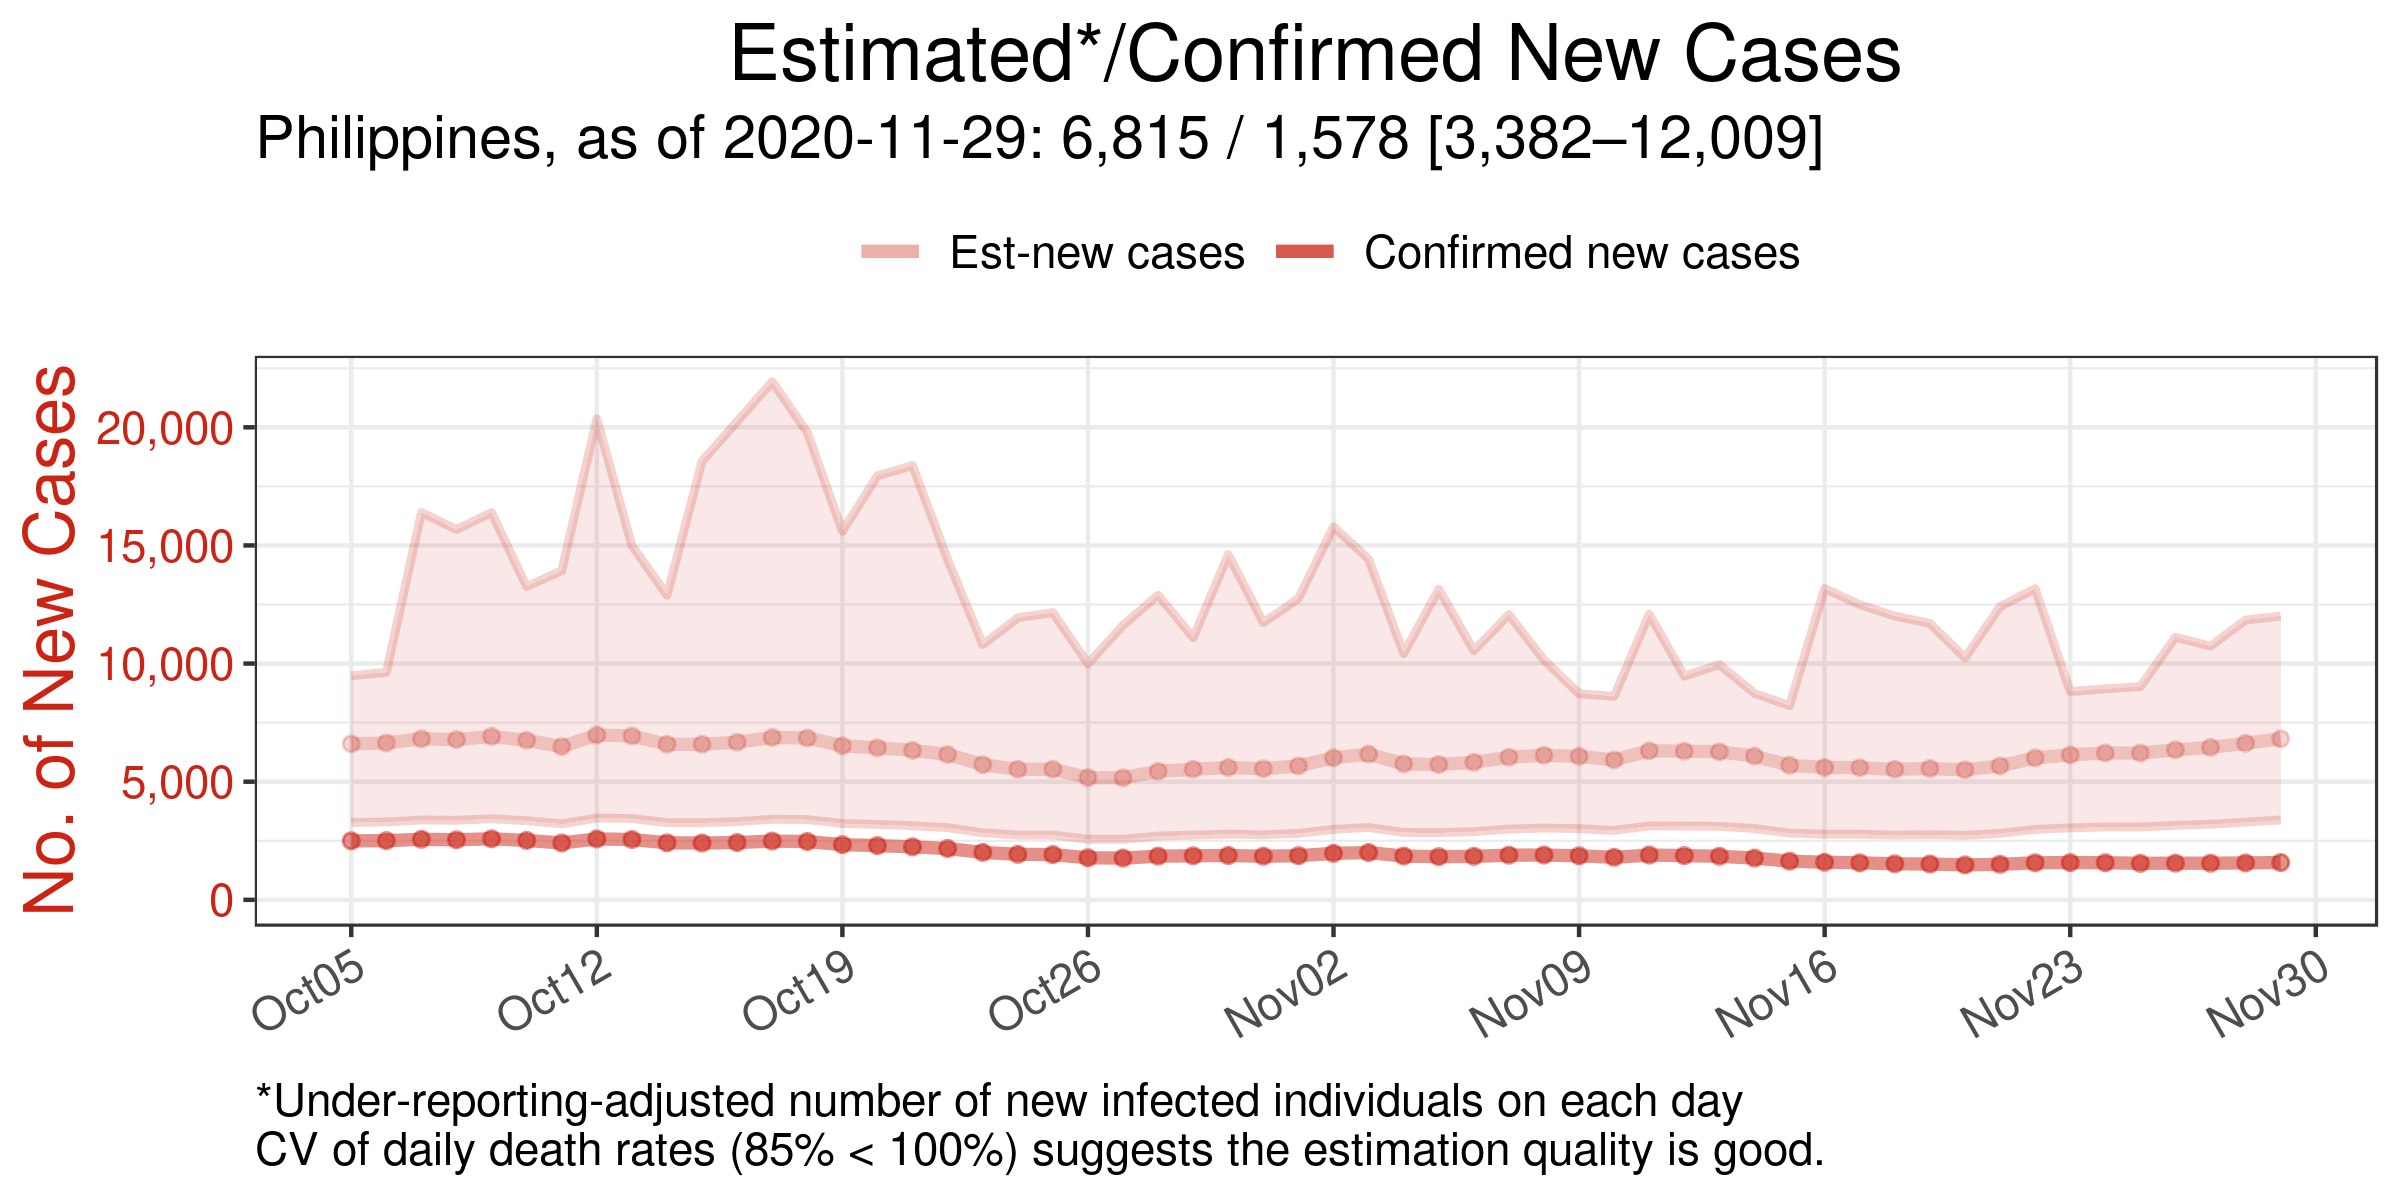 Estimated*/Confirmed New Cases
Philippines, as of 2020-11-29: 6,815 / 1,578 [3,382–12,009]
Est-new cases Confirmed new cases
No. of New Cases
20,000
15,000
10,000
5,000
0
Oct05 Oct12 Oct19 Oct26 Nov02 Nov09 Nov16 Nov23 Nov30
*Under-reporting-adjusted number of new infected individuals on each day
CV of daily death rates (85% < 100%) suggests the estimation quality is good.